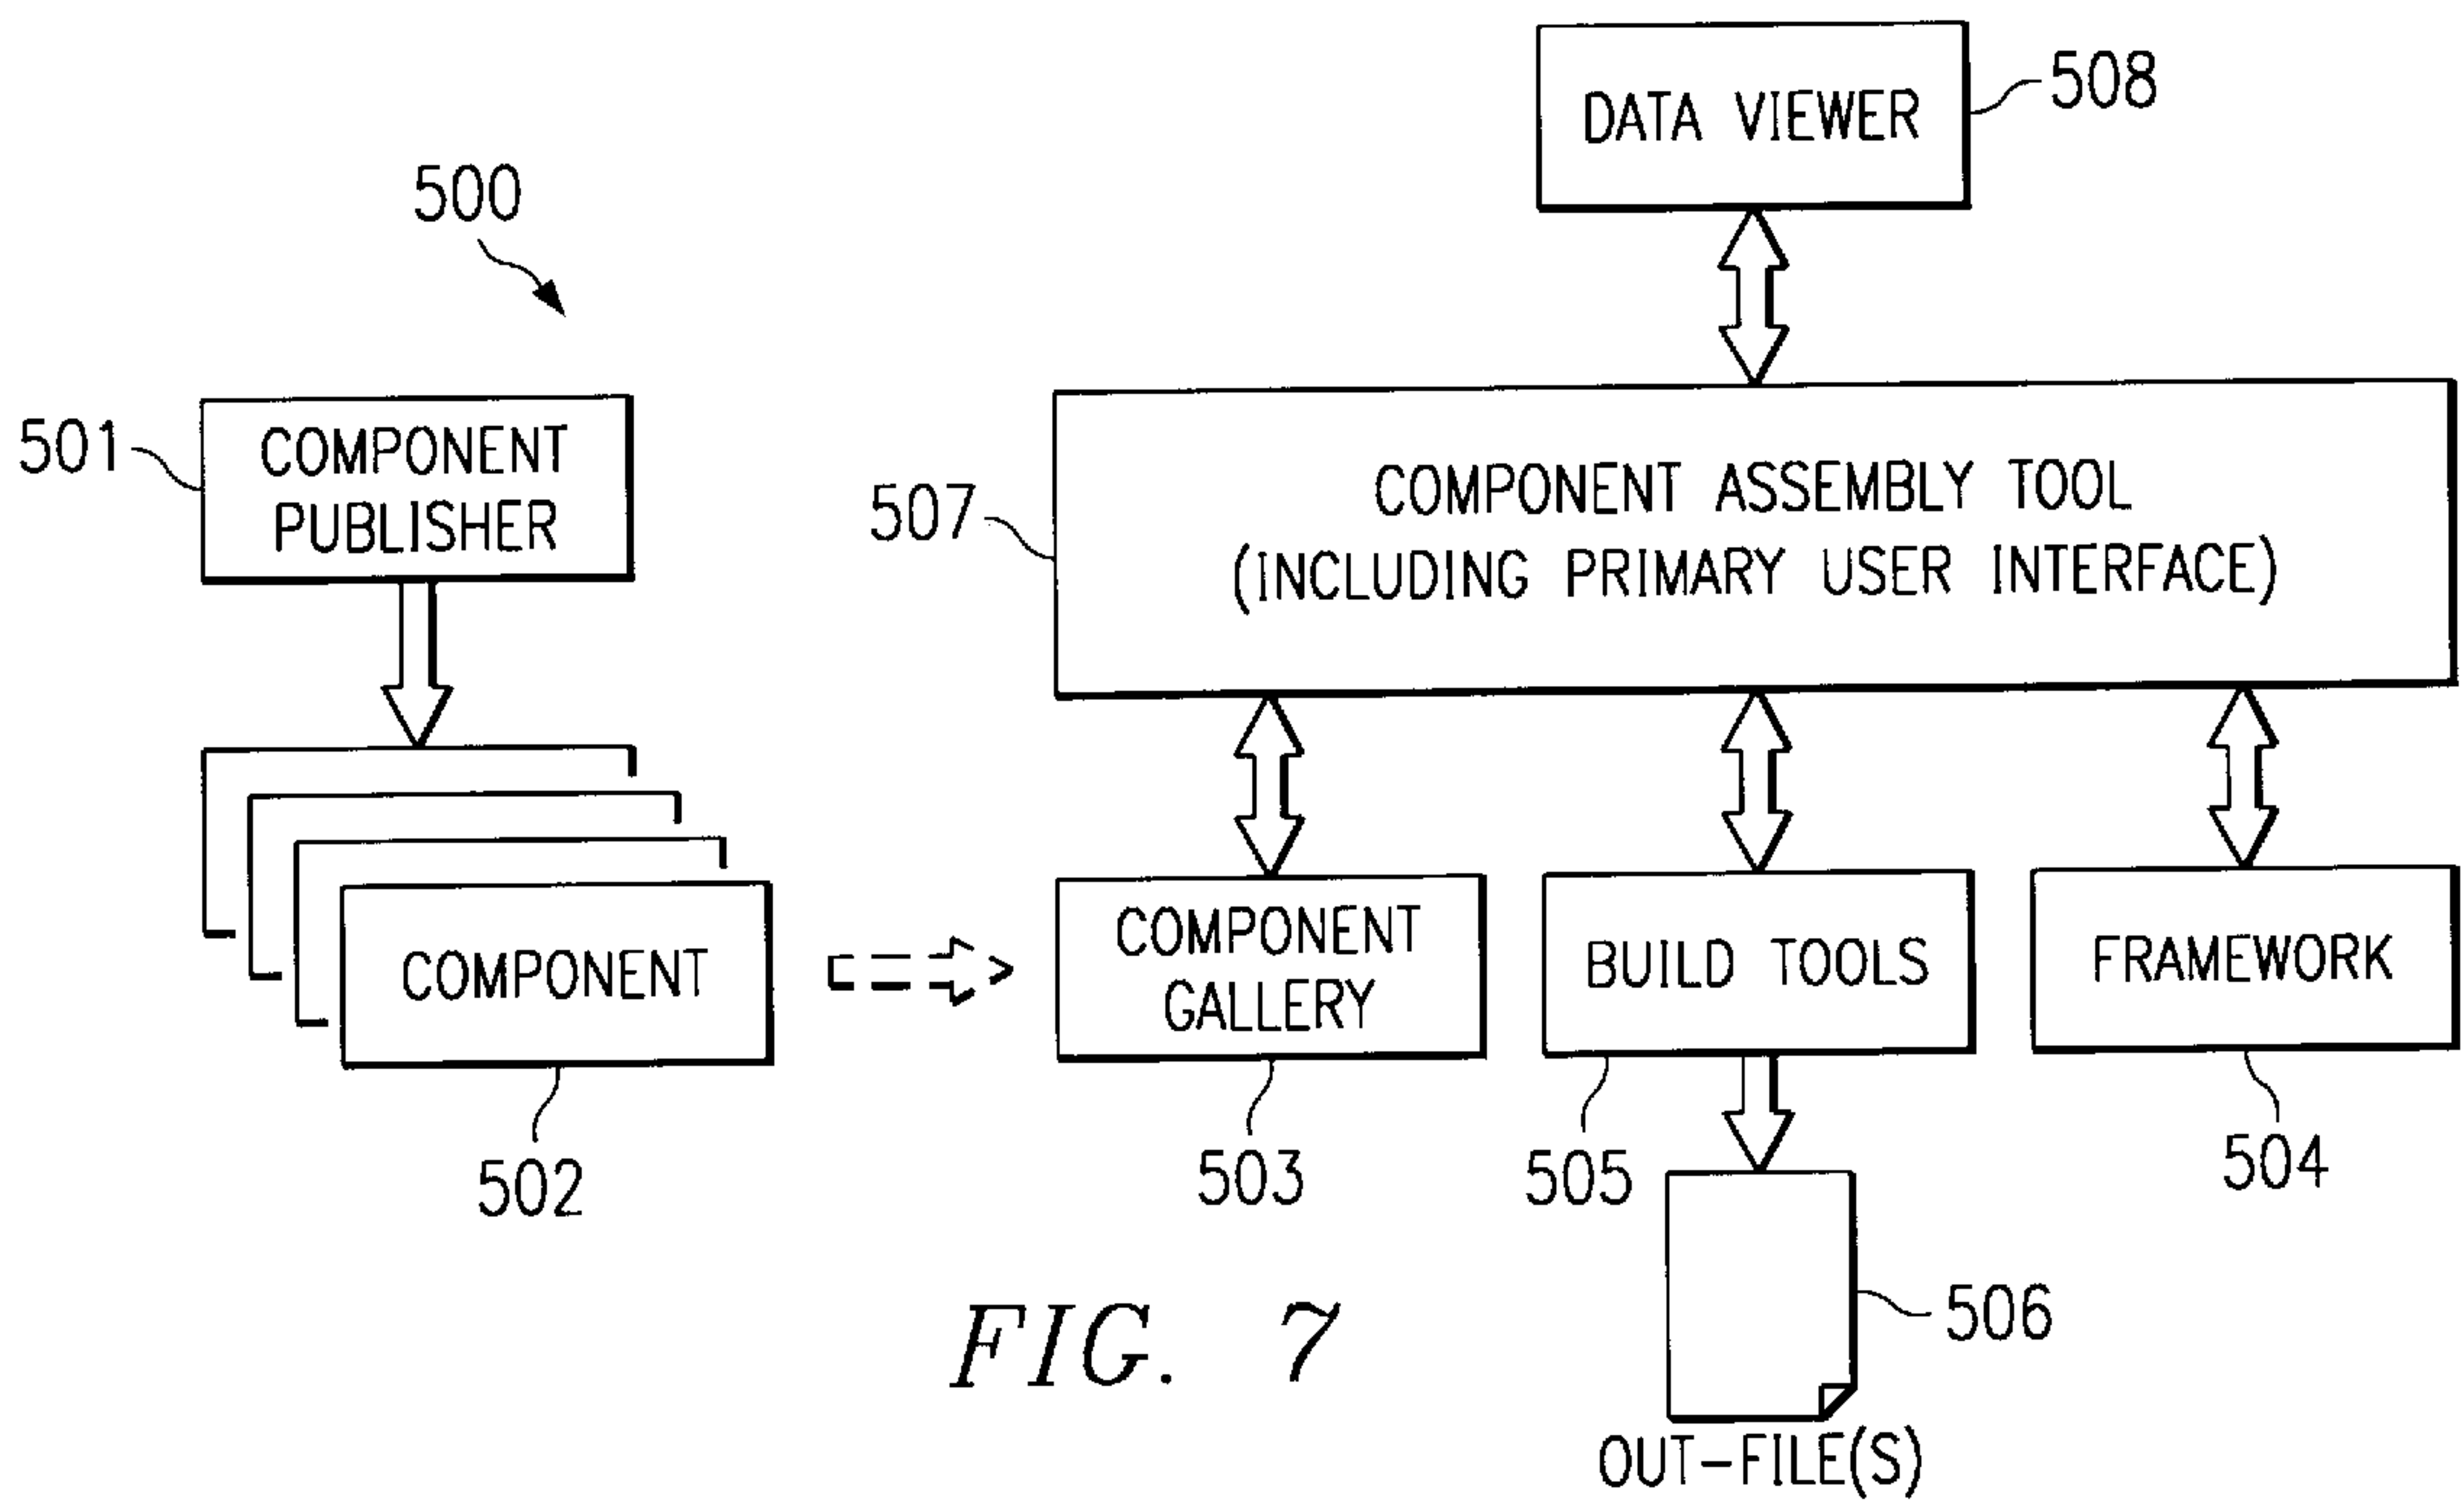 DATA VIEWER
508
500
501
COMPONENT
PUBLISHER
507
COMPONENT ASSEMBLY TOOL
(INCLUDING PRIMARY USER INTERFACE)
COMPONENT
502
COMPONENT
GALLERY
503
BUILD TOOLS
505
FRAMEWORK
504
506
OUT-FILE(S)
FIG. 7